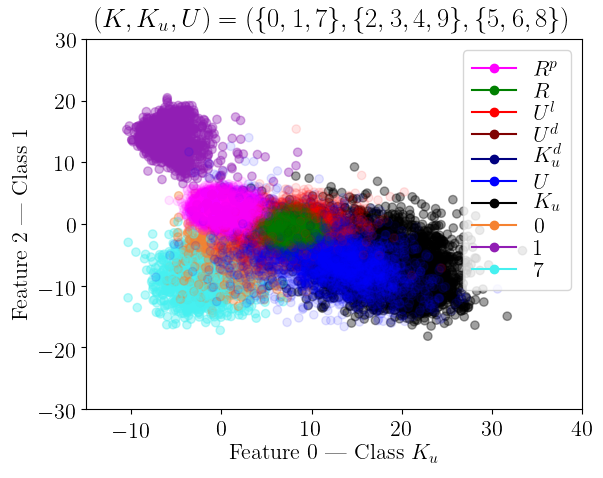 (K, K_u, U) = ({0, 1, 7}, {2, 3, 4, 9}, {5, 6, 8})
30
20
10
0
−10
−20
−30
Feature 2 — Class 1
R^p
R
U^l
U^d
K_u^d
U
K_u
0
1
7
−10
0
10
20
30
40
Feature 0 — Class K_u